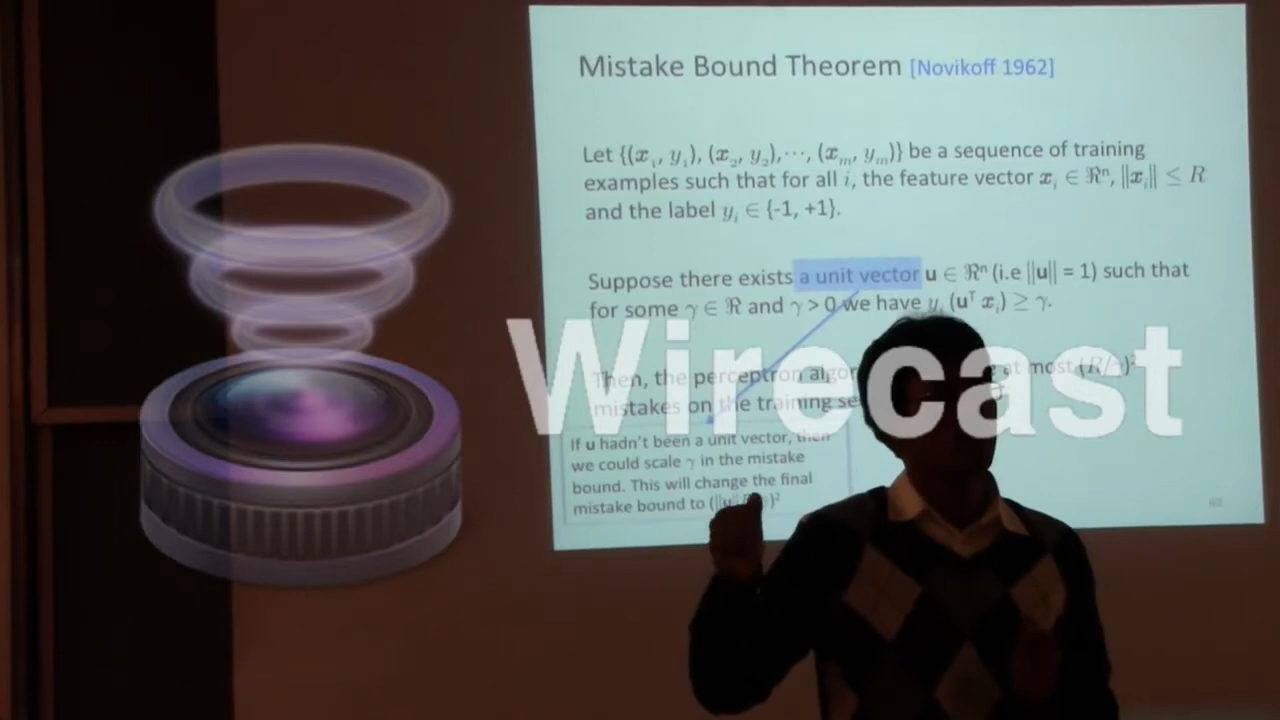 Mistake Bound Theorem [Novikoff 1962]
Let {(x₁, y₁), (x₂, y₂),⋯, (xₘ, yₘ)} be a sequence of training
examples such that for all i, the feature vector xᵢ ∈ ℜⁿ, ‖xᵢ‖ ≤ R
and the label yᵢ ∈ {-1, +1}.
Suppose there exists a unit vector u ∈ ℜⁿ (i.e ||u|| = 1) such that
for some γ ∈ ℜ and γ > 0 we have yᵢ (uᵀ xᵢ) ≥ γ.
Wirecast
Then, the perceptron at most (R/γ)²
mistakes on the training
If u hadn't been a unit vector, then
we could scale γ in the mistake
bound. This will change the final
mistake bound to